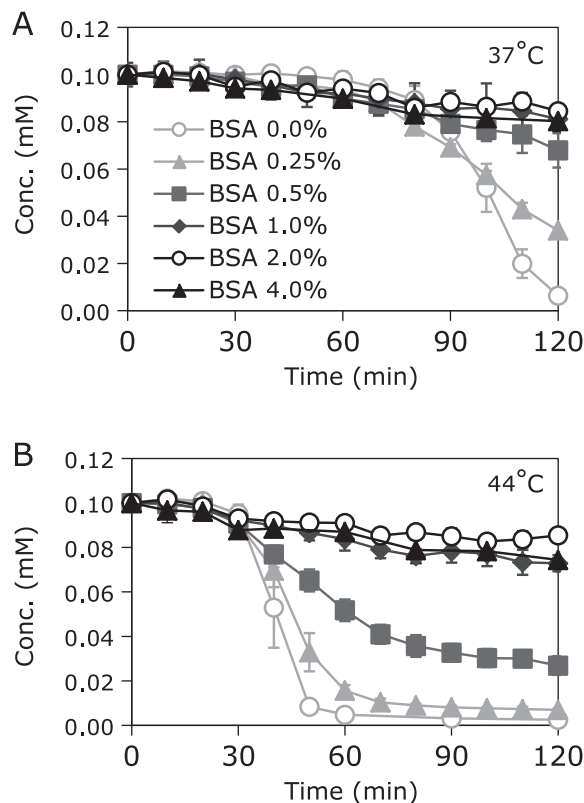 A
37°C
0.12
0.10
0.08
0.06
0.04
0.02
0.00
Conc. (mM)
BSA 0.0%
BSA 0.25%
BSA 0.5%
BSA 1.0%
BSA 2.0%
BSA 4.0%
0 30 60 90 120
Time (min)
B
44°C
0.12
0.10
0.08
0.06
0.04
0.02
0.00
Conc. (mM)
0 30 60 90 120
Time (min)